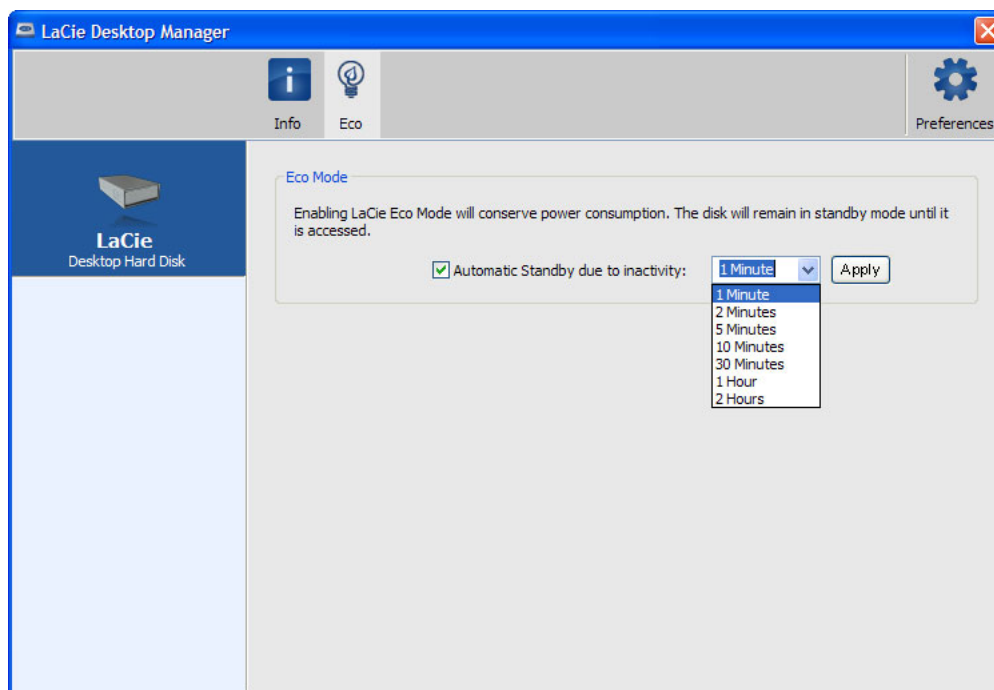 LaCie Desktop Manager
Info
Eco
Preferences
LaCie
Desktop Hard Disk
Eco Mode
Enabling LaCie Eco Mode will conserve power consumption. The disk will remain in standby mode until it
is accessed.
Automatic Standby due to inactivity: 1 Minute Apply
1 Minute
2 Minutes
5 Minutes
10 Minutes
30 Minutes
1 Hour
2 Hours